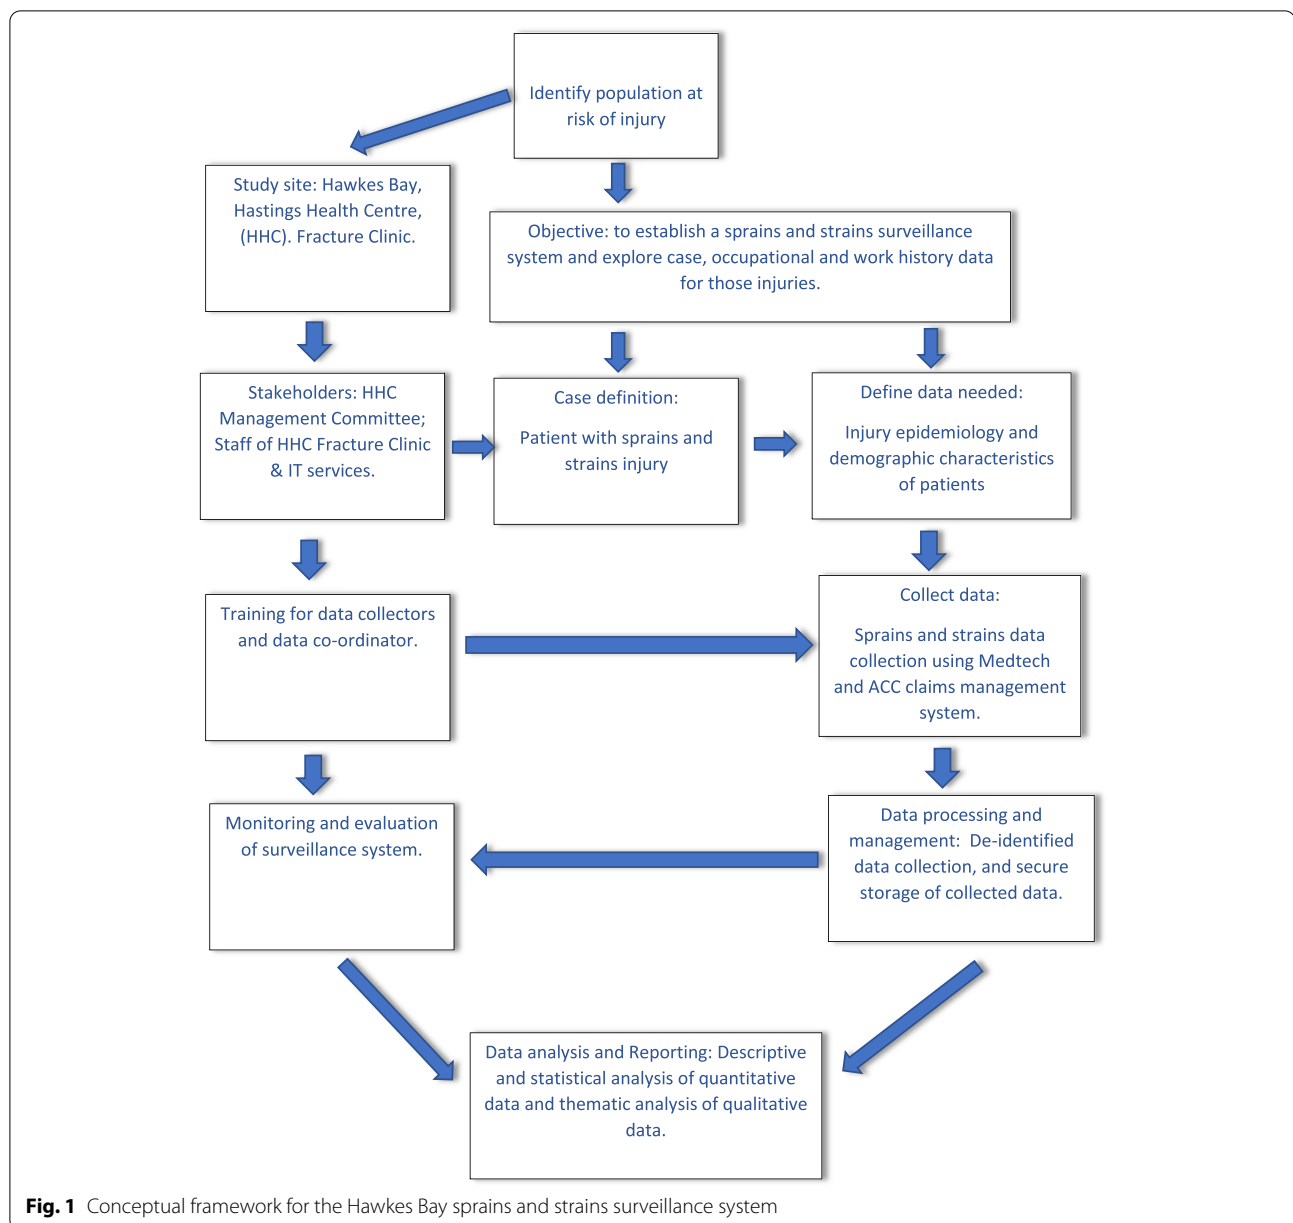 Identify population at
risk of injury
Study site: Hawkes Bay,
Hastings Health Centre,
(HHC). Fracture Clinic.
Objective: to establish a sprains and strains surveillance
system and explore case, occupational and work history data
for those injuries.
Stakeholders: HHC
Management Committee;
Staff of HHC Fracture Clinic
& IT services.
Case definition:
Patient with sprains and
strains injury
Define data needed:
Injury epidemiology and
demographic characteristics
of patients
Training for data collectors
and data co-ordinator.
Collect data:
Sprains and strains data
collection using Medtech
and ACC claims management
system.
Monitoring and evaluation
of surveillance system.
Data processing and
management:  De-identified
data collection, and secure
storage of collected data.
Data analysis and Reporting: Descriptive
and statistical analysis of quantitative
data and thematic analysis of qualitative
data.
Fig. 1 Conceptual framework for the Hawkes Bay sprains and strains surveillance system